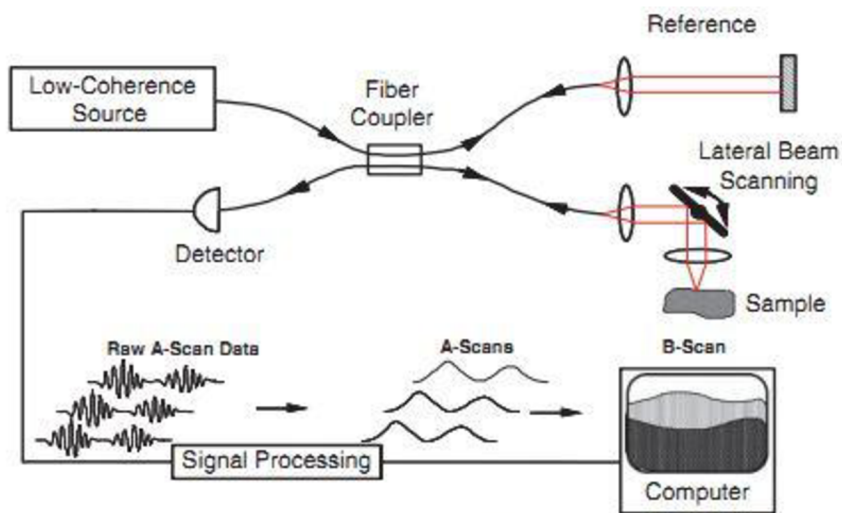 Reference
Low-Coherence
Source
Fiber
Coupler
Lateral Beam
Scanning
Detector
Sample
Raw A-Scan Data
A-Scans
B-Scan
Signal Processing
Computer